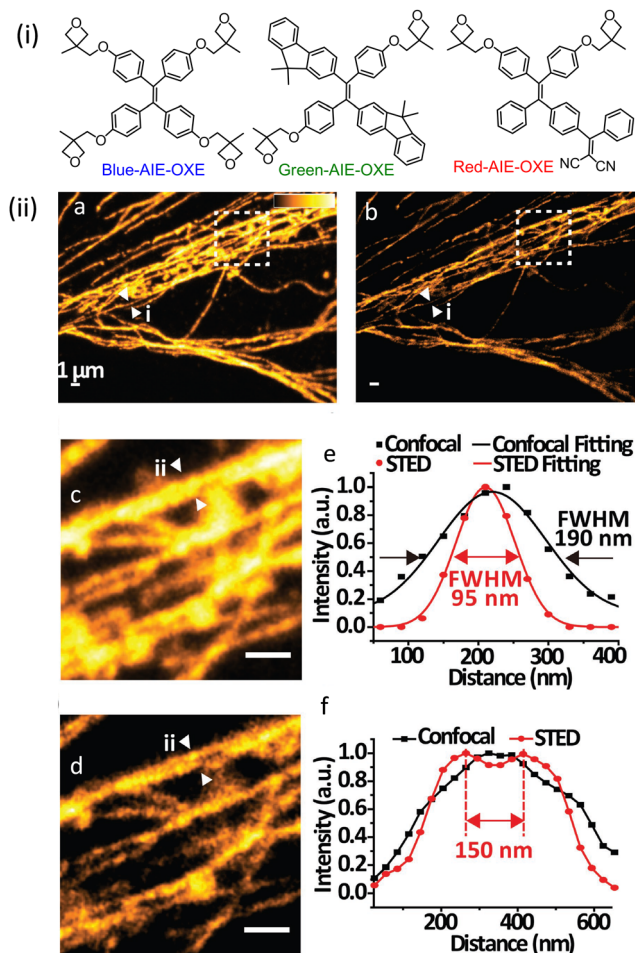 (i)
O O O
O O O O O
O O O O
O O
NC CN
Blue-AIE-OXE Green-AIE-OXE Red-AIE-OXE
(ii)
a b
i i
1 μm
c
ii
e
Confocal Confocal Fitting
STED STED Fitting
Intensity (a.u.)
1.0
0.8
0.6
0.4
0.2
0.0
FWHM
190 nm
FWHM
95 nm
100 200 300 400
Distance (nm)
d
ii
f
Confocal STED
Intensity (a.u.)
1.0
0.8
0.6
0.4
0.2
0.0
150 nm
200 400 600
Distance (nm)